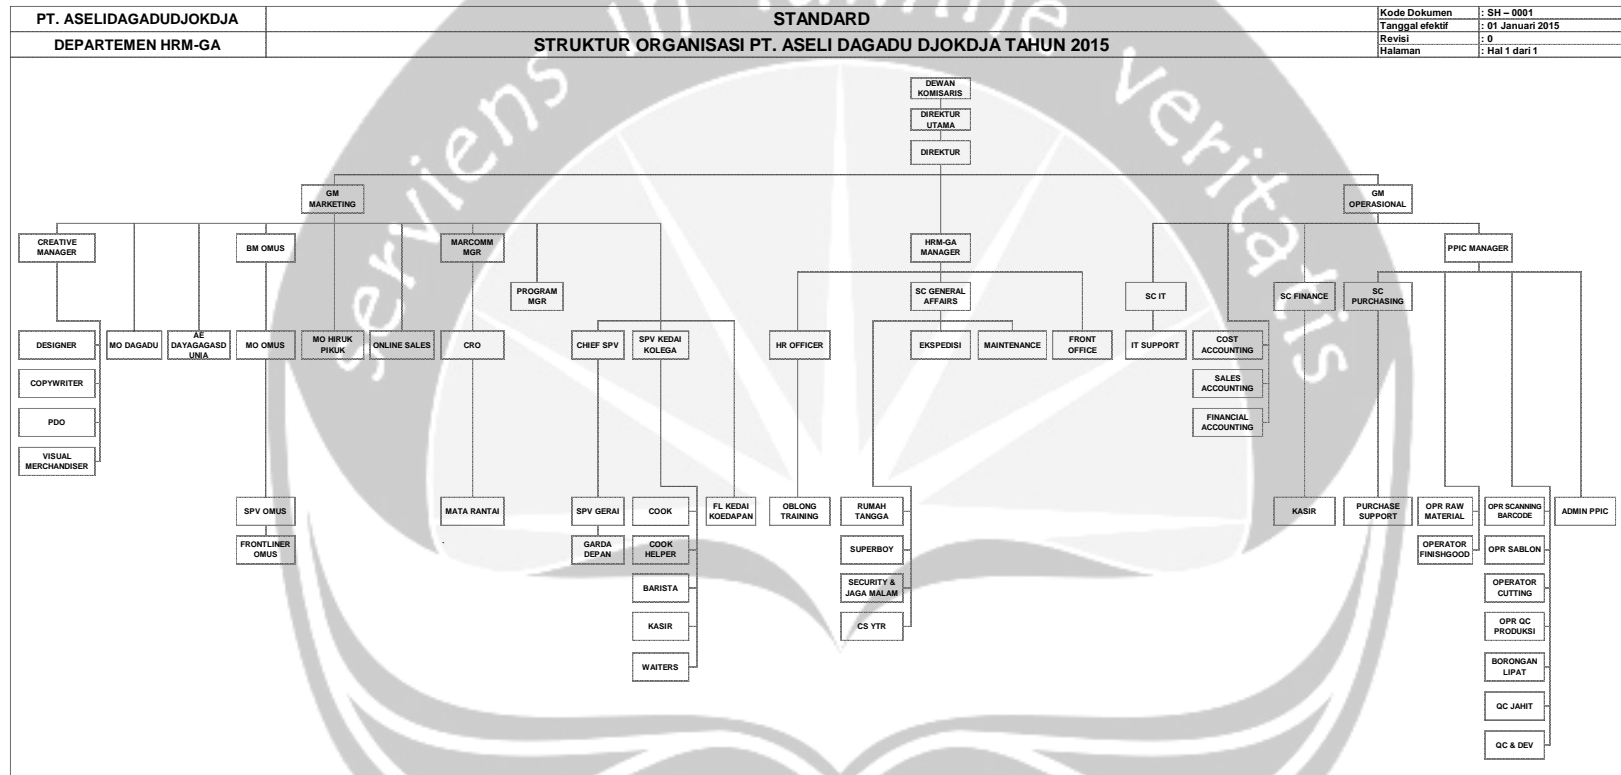 PT. ASELIDAGADUDJOKDJA
STANDARD
Kode Dokumen : SH – 0001
Tanggal efektif : 01 Januari 2015
DEPARTEMEN HRM-GA
STRUKTUR ORGANISASI PT. ASELI DAGADU DJOKDJA TAHUN 2015
Revisi : 0
Halaman : Hal 1 dari 1
serviens in lumine veritatis
DEWAN
KOMISARIS
DIREKTUR
UTAMA
DIREKTUR
GM
MARKETING
GM
OPERASIONAL
CREATIVE
MANAGER
BM OMUS
MARCOMM
MGR
HRM-GA
MANAGER
PPIC MANAGER
PROGRAM
MGR
SC GENERAL
AFFAIRS
SC IT
SC FINANCE
SC
PURCHASING
DESIGNER
MO DAGADU
AE
DAYAGAGASD
UNIA
MO OMUS
MO HIRUK
PIKUK
ONLINE SALES
CRO
CHIEF SPV
SPV KEDAI
KOLEGA
HR OFFICER
EKSPEDISI
MAINTENANCE
FRONT
OFFICE
IT SUPPORT
COST
ACCOUNTING
COPYWRITER
SALES
ACCOUNTING
PDO
FINANCIAL
ACCOUNTING
VISUAL
MERCHANDISER
SPV OMUS
MATA RANTAI
SPV GERAI
COOK
FL KEDAI
KOEDAPAN
OBLONG
TRAINING
RUMAH
TANGGA
KASIR
PURCHASE
SUPPORT
OPR RAW
MATERIAL
OPR SCANNING
BARCODE
ADMIN PPIC
FRONTLINER
OMUS
GARDA
DEPAN
COOK
HELPER
SUPERBOY
OPERATOR
FINISHGOOD
OPR SABLON
BARISTA
SECURITY &
JAGA MALAM
OPERATOR
CUTTING
KASIR
CS YTR
OPR QC
PRODUKSI
WAITERS
BORONGAN
LIPAT
QC JAHIT
QC & DEV